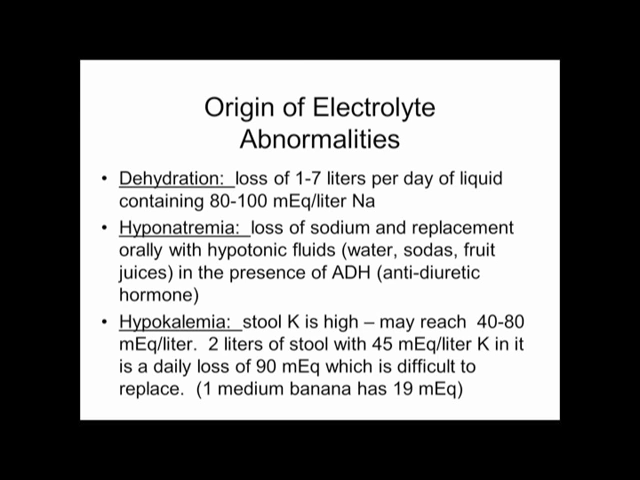 Origin of Electrolyte
Abnormalities
• Dehydration: loss of 1-7 liters per day of liquid
containing 80-100 mEq/liter Na
• Hyponatremia: loss of sodium and replacement
orally with hypotonic fluids (water, sodas, fruit
juices) in the presence of ADH (anti-diuretic
hormone)
• Hypokalemia: stool K is high – may reach 40-80
mEq/liter. 2 liters of stool with 45 mEq/liter K in it
is a daily loss of 90 mEq which is difficult to
replace. (1 medium banana has 19 mEq)